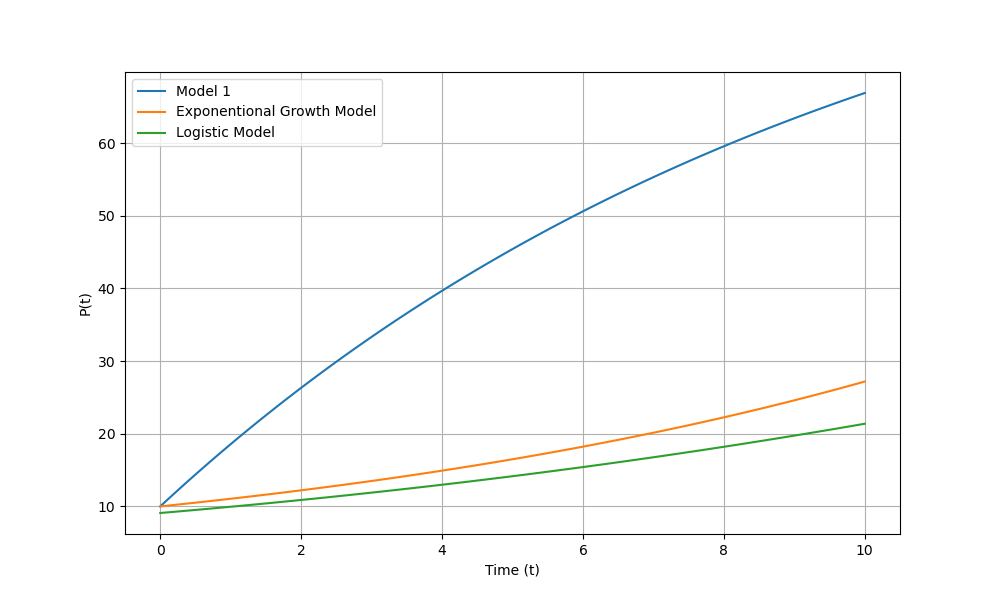 Model 1
Exponentional Growth Model
Logistic Model
P(t)
60
50
40
30
20
10
0 2 4 6 8 10
Time (t)